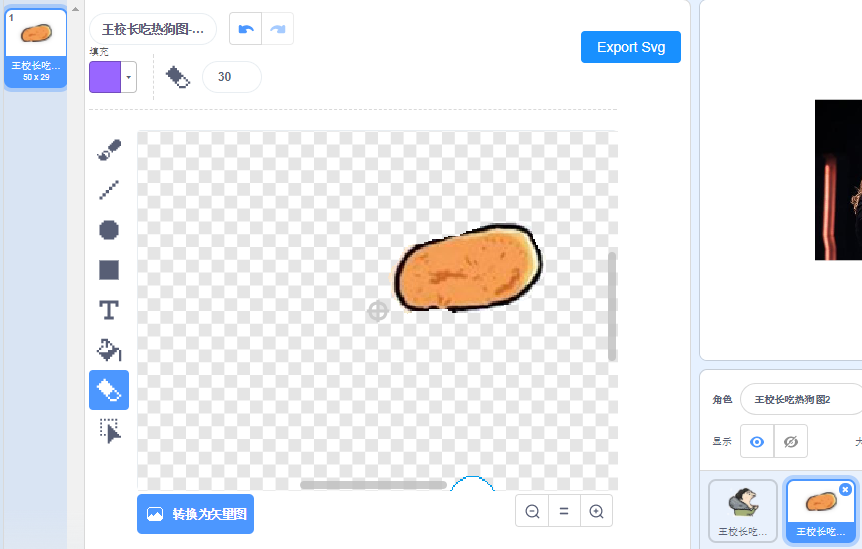 1
王校长吃...
50 x 29
王校长吃热狗图-...
填充
30
Export Svg
T
转换为矢量图
角色
王校长吃热狗图2
显示
大
王校长吃...
王校长吃...